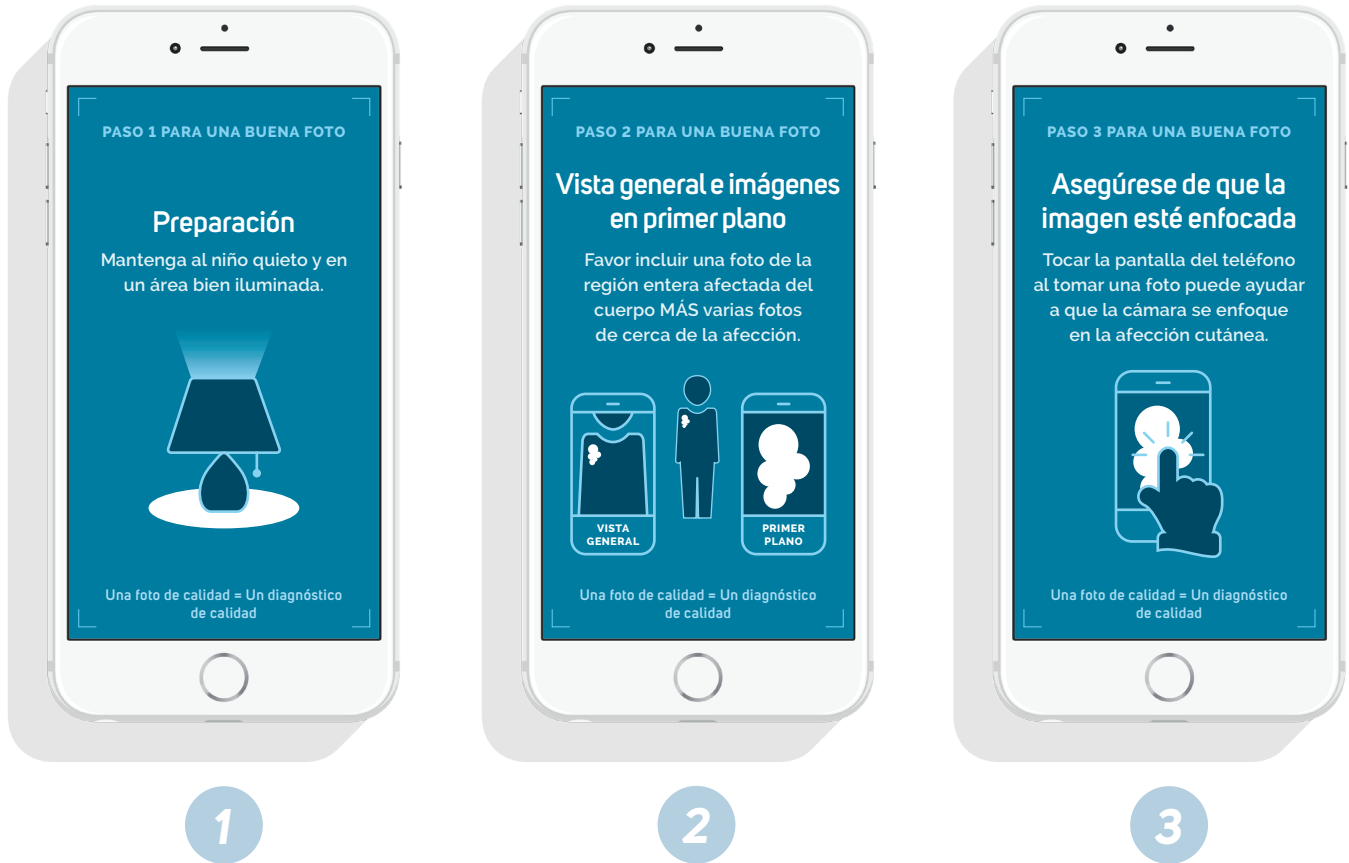 PASO 1 PARA UNA BUENA FOTO
Preparación
Mantenga al niño quieto y en
un área bien iluminada.
Una foto de calidad = Un diagnóstico
de calidad
1
PASO 2 PARA UNA BUENA FOTO
Vista general e imágenes
en primer plano
Favor incluir una foto de la
región entera afectada del
cuerpo MÁS varias fotos
de cerca de la afección.
VISTA
GENERAL
PRIMER
PLANO
Una foto de calidad = Un diagnóstico
de calidad
2
PASO 3 PARA UNA BUENA FOTO
Asegúrese de que la
imagen esté enfocada
Tocar la pantalla del teléfono
al tomar una foto puede ayudar
a que la cámara se enfoque
en la afección cutánea.
Una foto de calidad = Un diagnóstico
de calidad
3